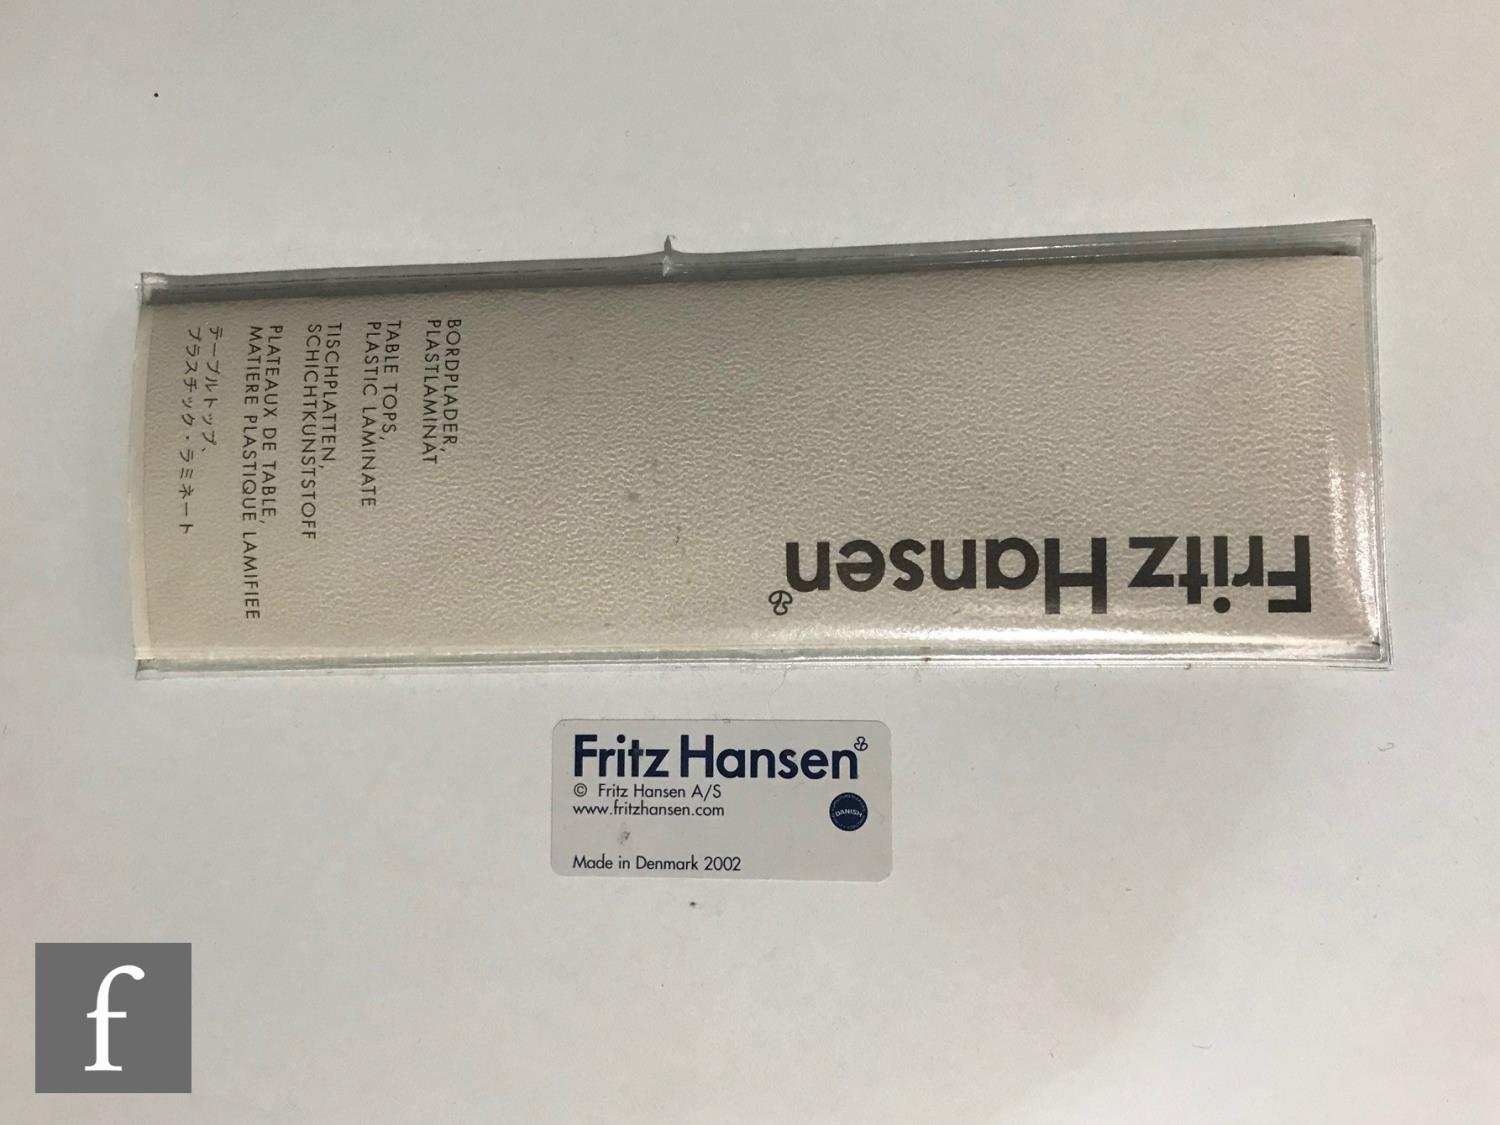 Fritz Hansen
BORDPLADER,
PLASTLAMINAT
TABLE TOPS,
PLASTIC LAMINATE
TISCHPLATTEN,
SCHICHTKUNSTSTOFF
PLATEAUX DE TABLE,
MATIERE PLASTIQUE LAMIFIEE
テーブルトップ、
プラスチック・ラミネート
Fritz Hansen
© Fritz Hansen A/S
www.fritzhansen.com
DANISH
Made in Denmark 2002
f